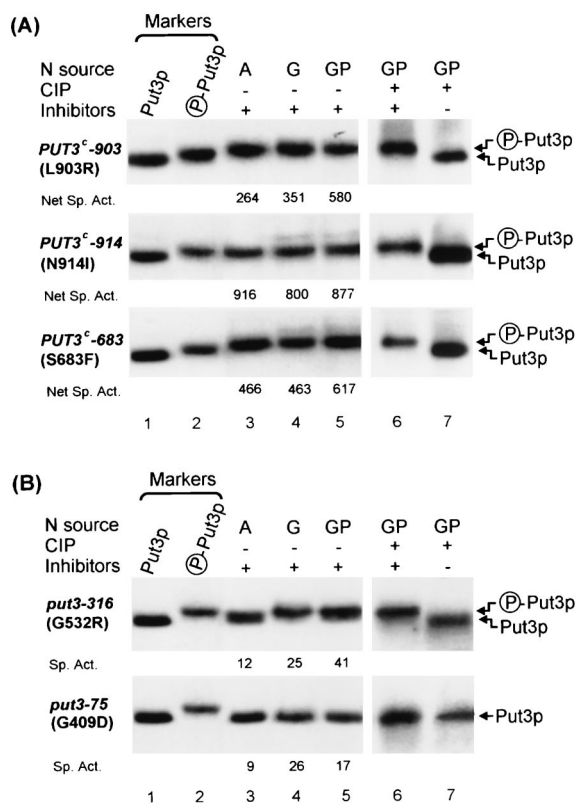 (A)
Markers
Put3p
Ⓟ-Put3p
N source A G GP GP GP
CIP - - - + +
Inhibitors + + + + -
PUT3ᶜ-903
(L903R)
Ⓟ-Put3p
Put3p
Net Sp. Act. 264 351 580
PUT3ᶜ-914
(N914I)
Ⓟ-Put3p
Put3p
Net Sp. Act. 916 800 877
PUT3ᶜ-683
(S683F)
Ⓟ-Put3p
Put3p
Net Sp. Act. 466 463 617
1 2 3 4 5 6 7
(B)
Markers
Put3p
Ⓟ-Put3p
N source A G GP GP GP
CIP - - - + +
Inhibitors + + + + -
put3-316
(G532R)
Ⓟ-Put3p
Put3p
Sp. Act. 12 25 41
put3-75
(G409D)
Put3p
Sp. Act. 9 26 17
1 2 3 4 5 6 7